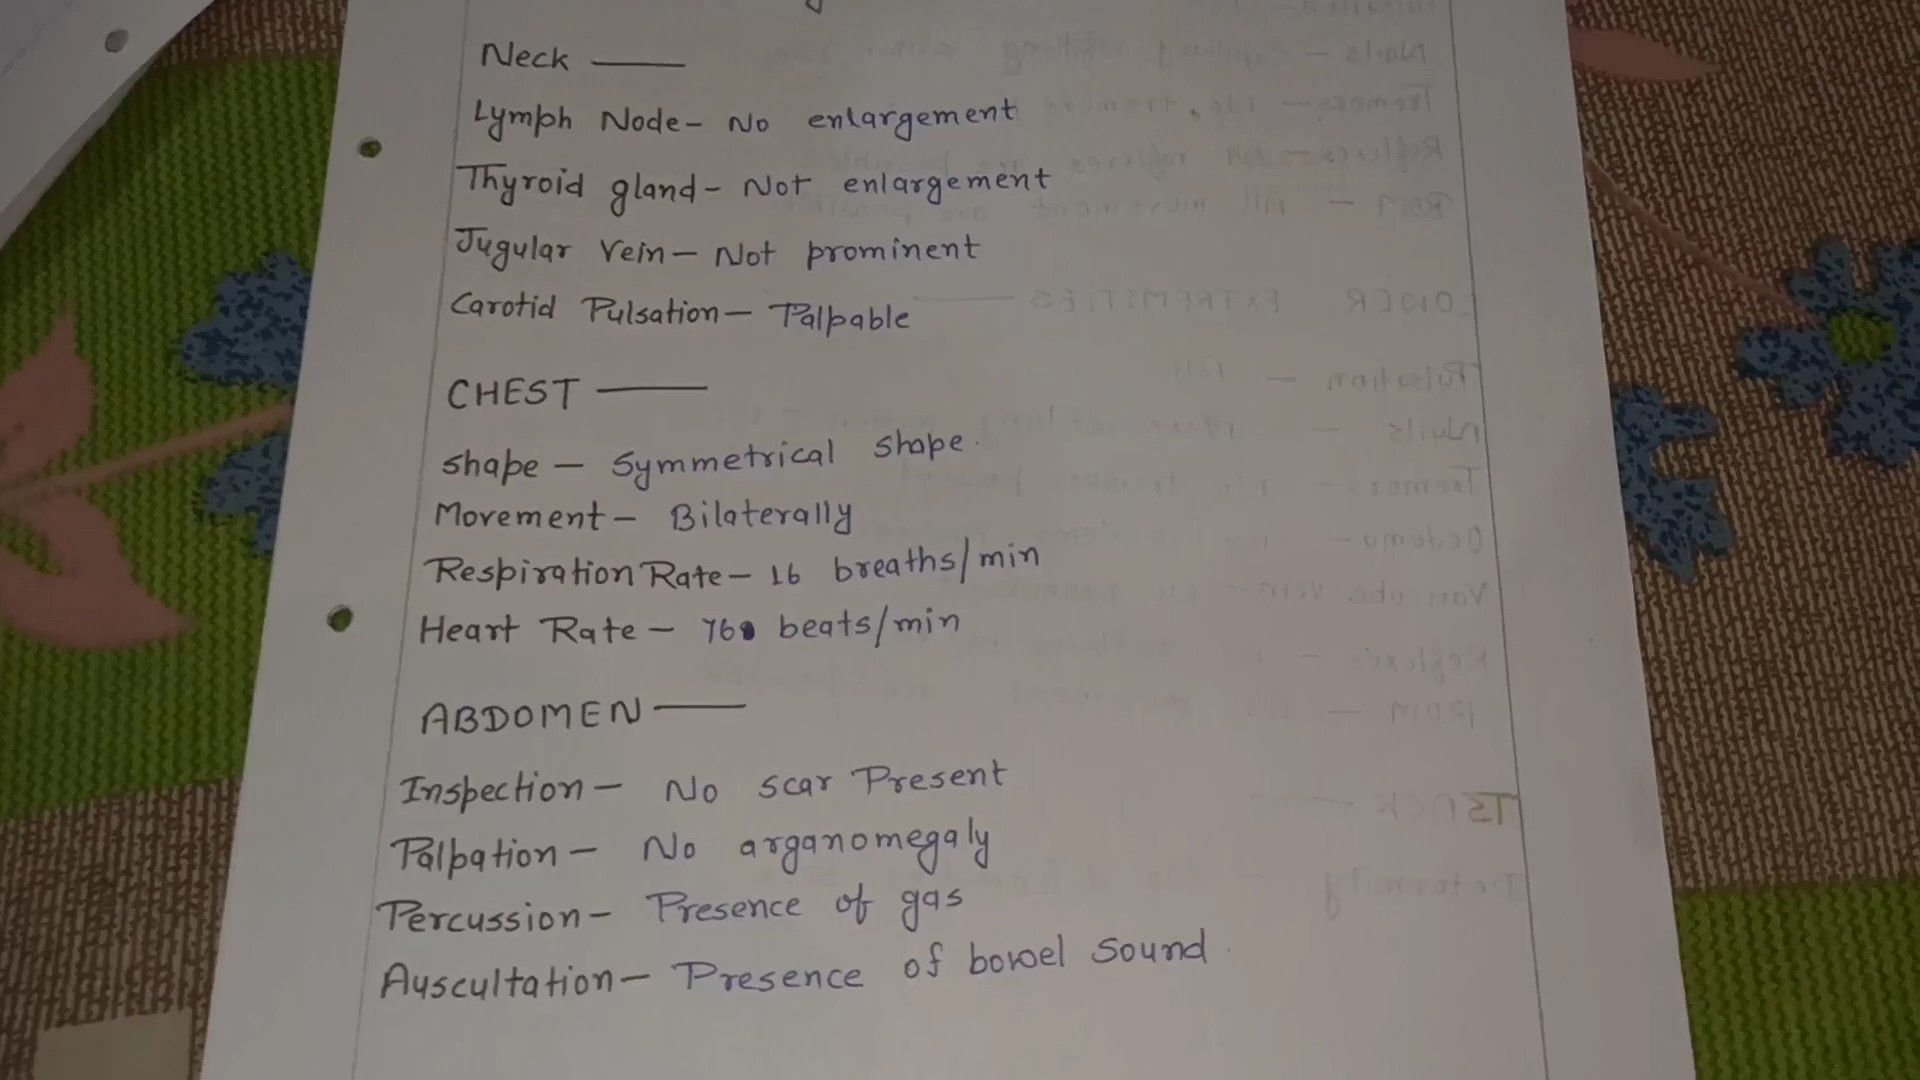 Neck ——
Lymph Node- No enlargement
Thyroid gland- Not enlargement
Jugular Vein- Not prominent
Carotid Pulsation- Palpable
CHEST ——
Shape - Symmetrical shape.
Movement- Bilaterally
Respiration Rate- 16 breaths/min
Heart Rate- 76 beats/min
ABDOMEN ——
Inspection- No scar Present
Palpation- No arganomegaly
Percussion- Presence of gas
Auscultation- Presence of bowel sound.